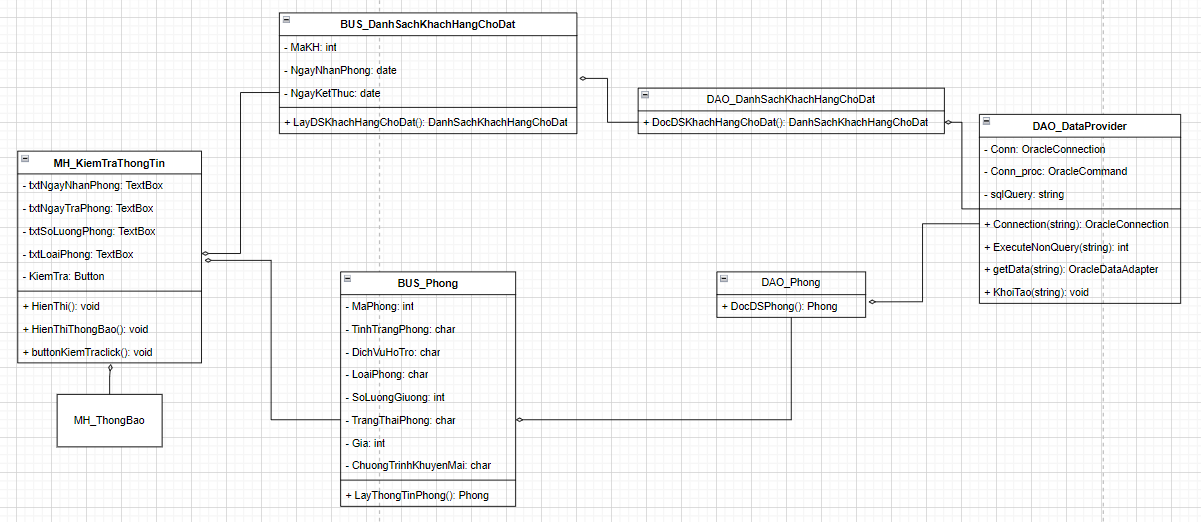 BUS_DanhSachKhachHangChoDat
- MaKH: int
- NgayNhanPhong: date
- NgayKetThuc: date
+ LayDSKhachHangChoDat(): DanhSachKhachHangChoDat
DAO_DanhSachKhachHangChoDat
+ DocDSKhachHangChoDat(): DanhSachKhachHangChoDat
DAO_DataProvider
- Conn: OracleConnection
- Conn_proc: OracleCommand
- sqlQuery: string
+ Connection(string): OracleConnection
+ ExecuteNonQuery(string): int
+ getData(string): OracleDataAdapter
+ KhoiTao(string): void
MH_KiemTraThongTin
- txtNgayNhanPhong: TextBox
- txtNgayTraPhong: TextBox
- txtSoLuongPhong: TextBox
- txtLoaiPhong: TextBox
- KiemTra: Button
+ HienThi(): void
+ HienThiThongBao(): void
+ buttonKiemTraclick(): void
MH_ThongBao
BUS_Phong
- MaPhong: int
- TinhTrangPhong: char
- DichVuHoTro: char
- LoaiPhong: char
- SoLuongGiuong: int
- TrangThaiPhong: char
- Gia: int
- ChuongTrinhKhuyenMai: char
+ LayThongTinPhong(): Phong
DAO_Phong
+ DocDSPhong(): Phong